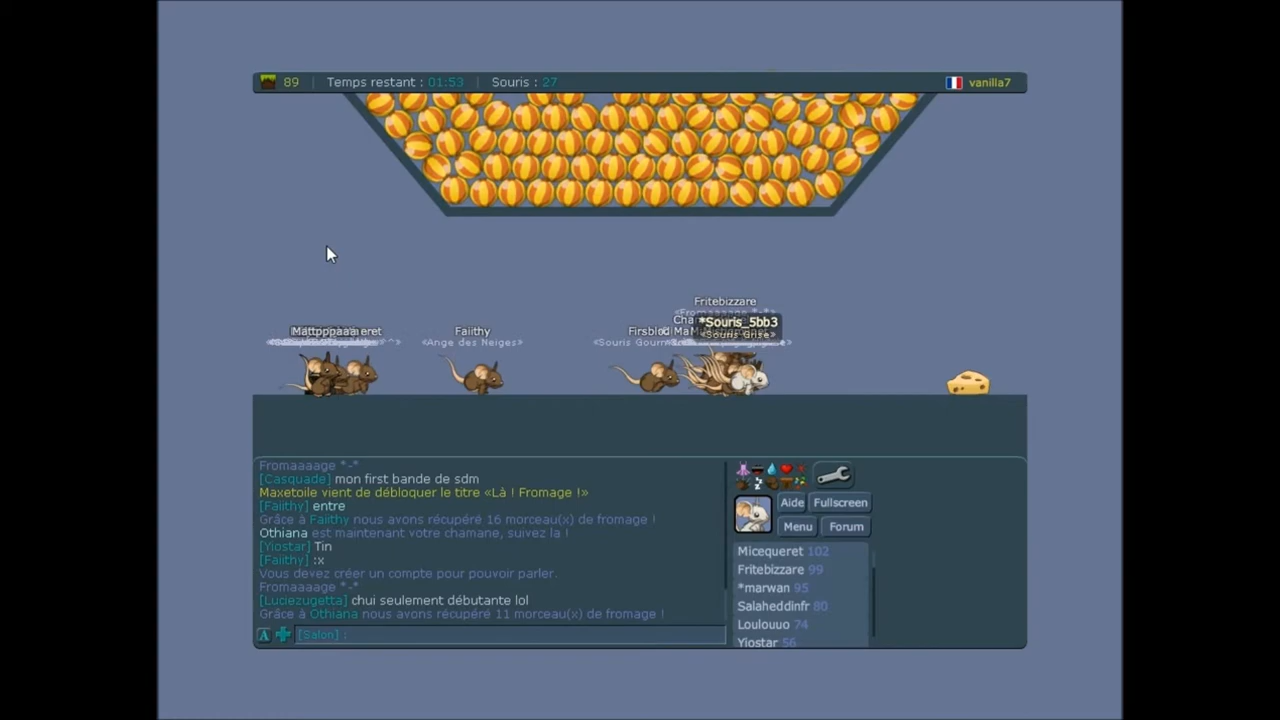 89 | Temps restant : 01:53 | Souris : 27
vanilla7
Fritebizzare
*Souris_5bb3
«Souris Grise»
Faiithy
«Ange des Neiges»
Fromaaaage *-*
[Casquade] mon first bande de sdm
Maxetoile vient de débloquer le titre «Là ! Fromage !»
[Faiithy] entre
Grâce à Faiithy nous avons récupéré 16 morceau(x) de fromage !
Othiana est maintenant votre chamane, suivez la !
[Yiostar] Tin
[Faiithy] :x
Vous devez créer un compte pour pouvoir parler.
Fromaaaage *-*
[Luciezugetta] chui seulement débutante lol
Grâce à Othiana nous avons récupéré 11 morceau(x) de fromage !
A [Salon] :
Aide Fullscreen
Menu Forum
Micequeret 102
Fritebizzare 99
*marwan 95
Salaheddinfr 80
Loulouuo 74
Yiostar 56